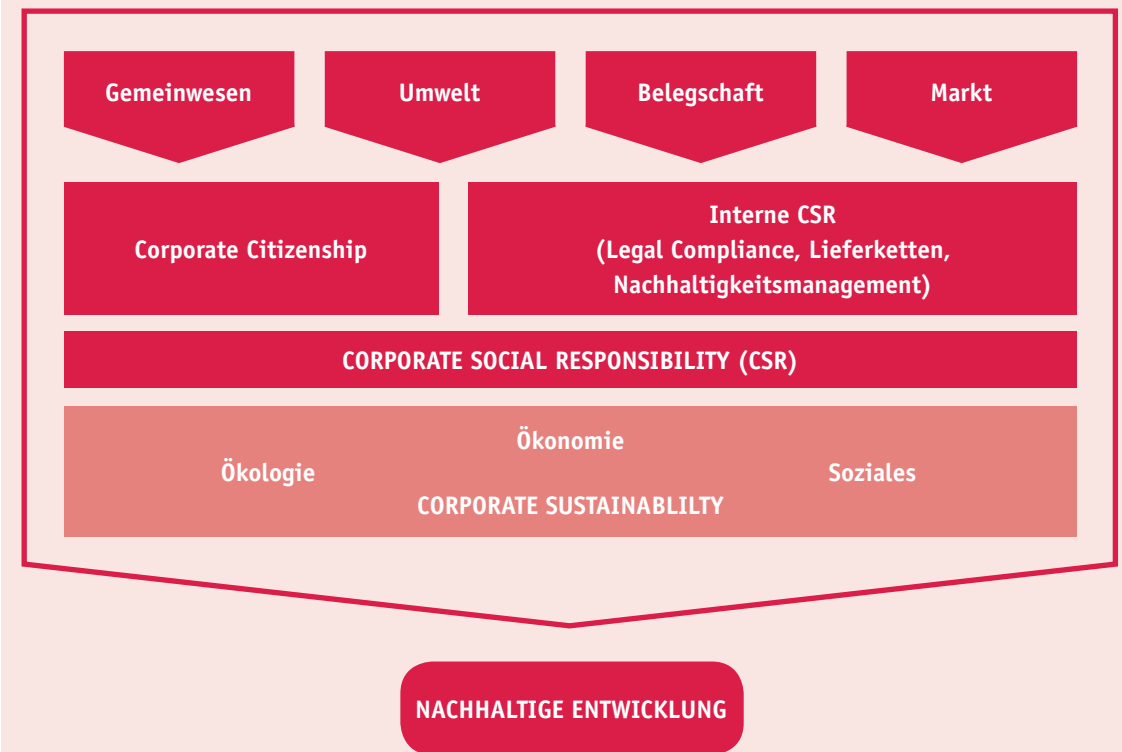 Gemeinwesen
Umwelt
Belegschaft
Markt
Corporate Citizenship
Interne CSR
(Legal Compliance, Lieferketten,
Nachhaltigkeitsmanagement)
CORPORATE SOCIAL RESPONSIBILITY (CSR)
Ökonomie
Ökologie
Soziales
CORPORATE SUSTAINABLILTY
NACHHALTIGE ENTWICKLUNG